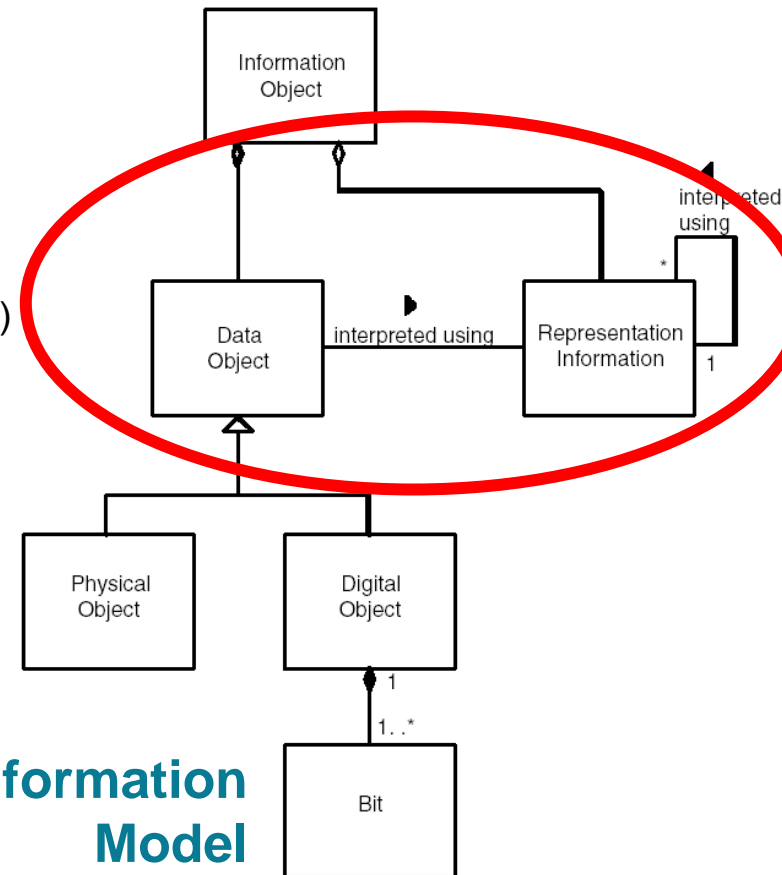 Information
Object
interpreted
using
*
)
Data
Object
interpreted using
Representation
Information
1
Physical
Object
Digital
Object
1
1. .*
formation
Model
Bit